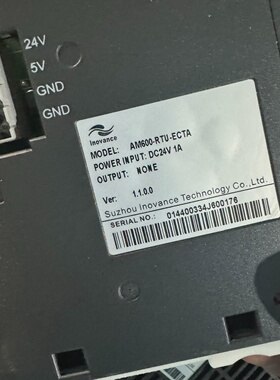 24V
5V
GND
GND
Inovance
MODEL: AM600-RTU-ECTA
POWER INPUT: DC24V 1A
OUTPUT: NONE
Ver: 1.1.0.0
Suzhou Inovance Technology Co.,Ltd.
SERIAL NO.: 014400334J600176